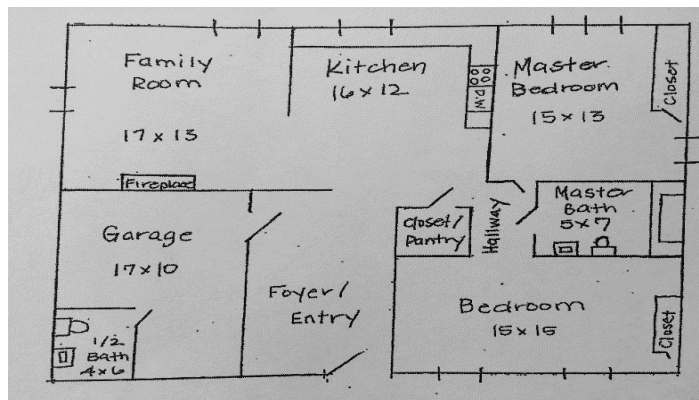 Family
Room
17 x 13
Fireplace
Kitchen
16 x 12
D.W
Master
Bedroom
15 x 13
Closet
Garage
17 x 10
1/2
Bath
4 x 6
Foyer/
Entry
Closet/
Pantry
Hallway
Master
Bath
5 x 7
Bedroom
15 x 15
Closet